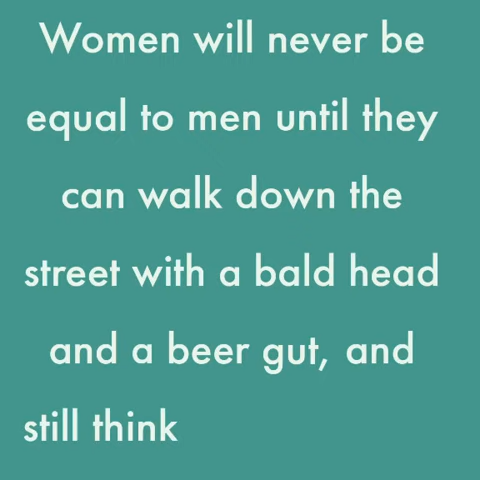 Women will never be
equal to men until they
can walk down the
street with a bald head
and a beer gut, and
still think